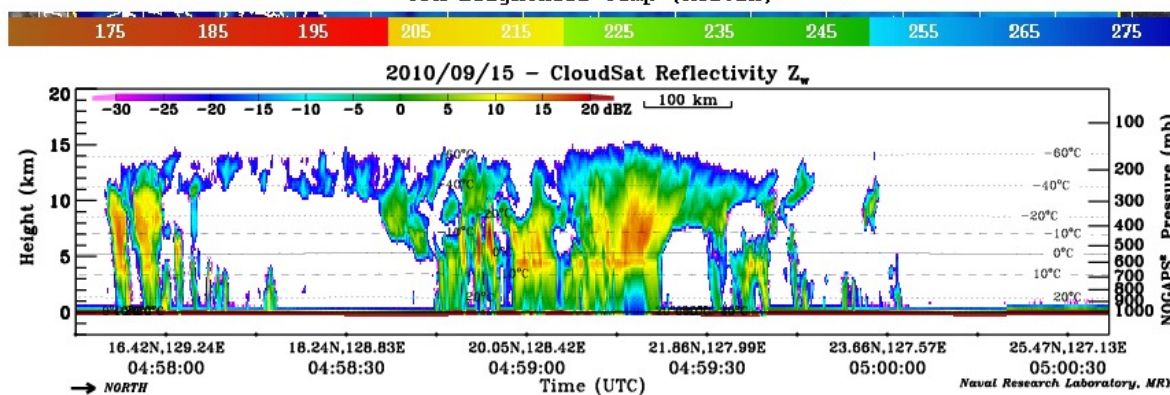 175 185 195 205 215 225 235 245 255 265 275
2010/09/15 - CloudSat Reflectivity Zw
-30 -25 -20 -15 -10 -5 0 5 10 15 20 dBZ
100 km
20
15
10
5
0
Height (km)
100
200
300
400
500
600
700
800
900
1000
NOGAPS* Pressure (mb)
-60°C -60°C
-40°C -40°C
-20°C -20°C
-10°C -10°C
0°C 0°C
10°C 10°C
20°C 20°C
16.42N,129.24E 18.24N,128.83E 20.05N,128.42E 21.86N,127.99E 23.66N,127.57E 25.47N,127.13E
04:58:00 04:58:30 04:59:00 04:59:30 05:00:00 05:00:30
NORTH
Time (UTC)
Naval Research Laboratory, MRY